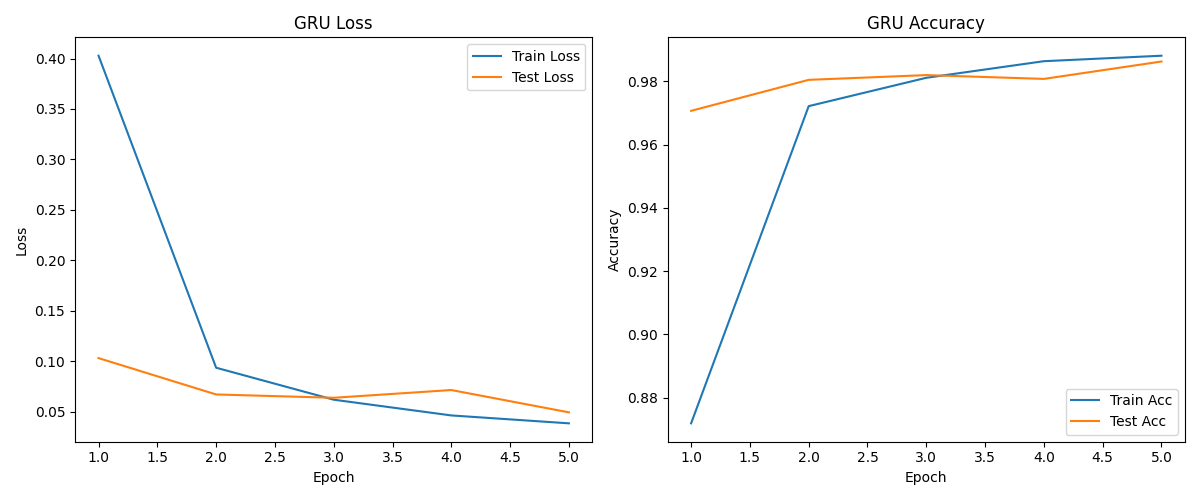 GRU Loss
0.40
0.35
0.30
0.25
0.20
0.15
0.10
0.05
Loss
Train Loss
Test Loss
1.0 1.5 2.0 2.5 3.0 3.5 4.0 4.5 5.0
Epoch
GRU Accuracy
0.98
0.96
0.94
0.92
0.90
0.88
Accuracy
Train Acc
Test Acc
1.0 1.5 2.0 2.5 3.0 3.5 4.0 4.5 5.0
Epoch